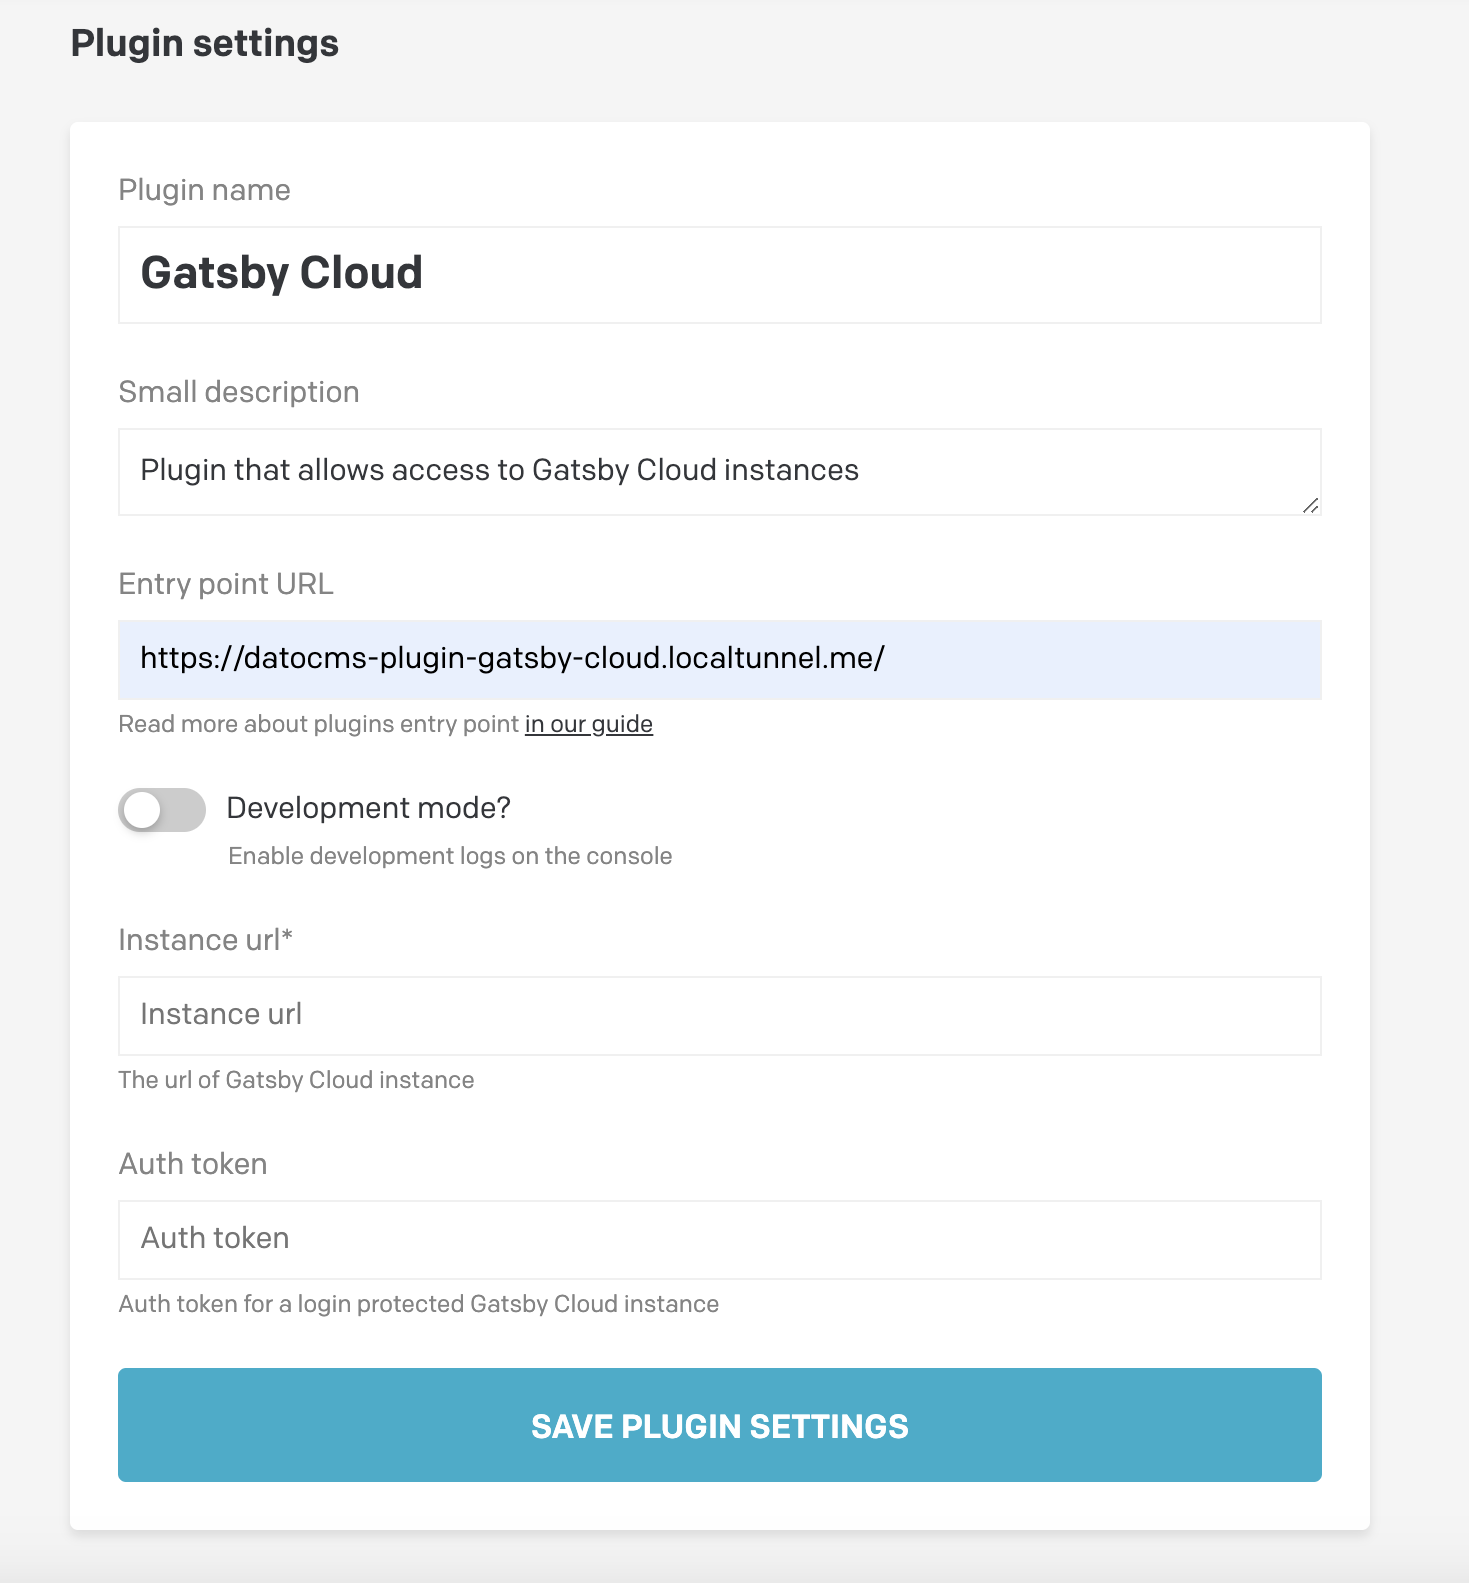 Plugin settings
Plugin name
Gatsby Cloud
Small description
Plugin that allows access to Gatsby Cloud instances
Entry point URL
https://datocms-plugin-gatsby-cloud.localtunnel.me/
Read more about plugins entry point in our guide
Development mode?
Enable development logs on the console
Instance url*
Instance url
The url of Gatsby Cloud instance
Auth token
Auth token
Auth token for a login protected Gatsby Cloud instance
SAVE PLUGIN SETTINGS